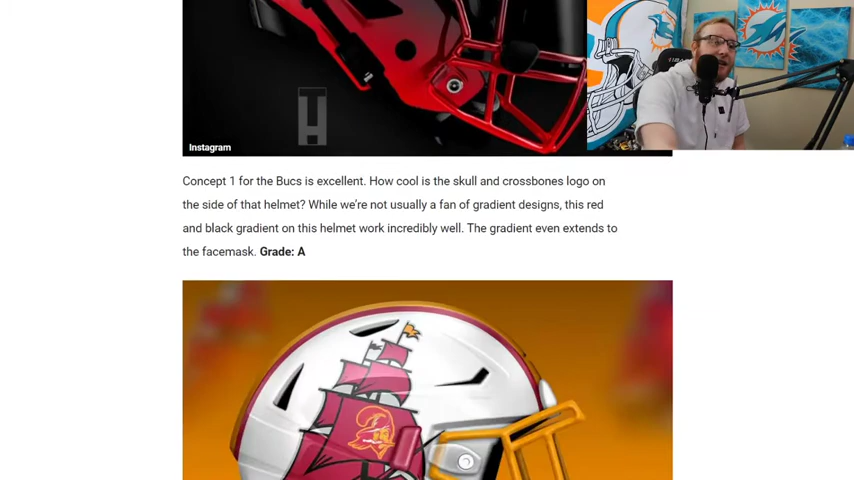 Instagram
Concept 1 for the Bucs is excellent. How cool is the skull and crossbones logo on
the side of that helmet? While we're not usually a fan of gradient designs, this red
and black gradient on this helmet work incredibly well. The gradient even extends to
the facemask. Grade: A